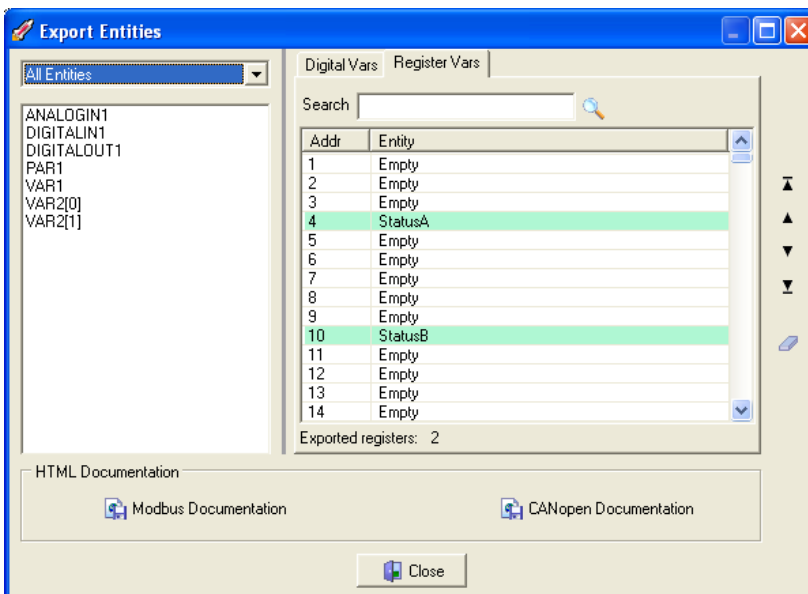 Export Entities
All Entities
ANALOGIN1
DIGITALIN1
DIGITALOUT1
PAR1
VAR1
VAR2[0]
VAR2[1]
Digital Vars Register Vars
Search
Addr Entity
1 Empty
2 Empty
3 Empty
4 StatusA
5 Empty
6 Empty
7 Empty
8 Empty
9 Empty
10 StatusB
11 Empty
12 Empty
13 Empty
14 Empty
Exported registers: 2
HTML Documentation
Modbus Documentation CANopen Documentation
Close